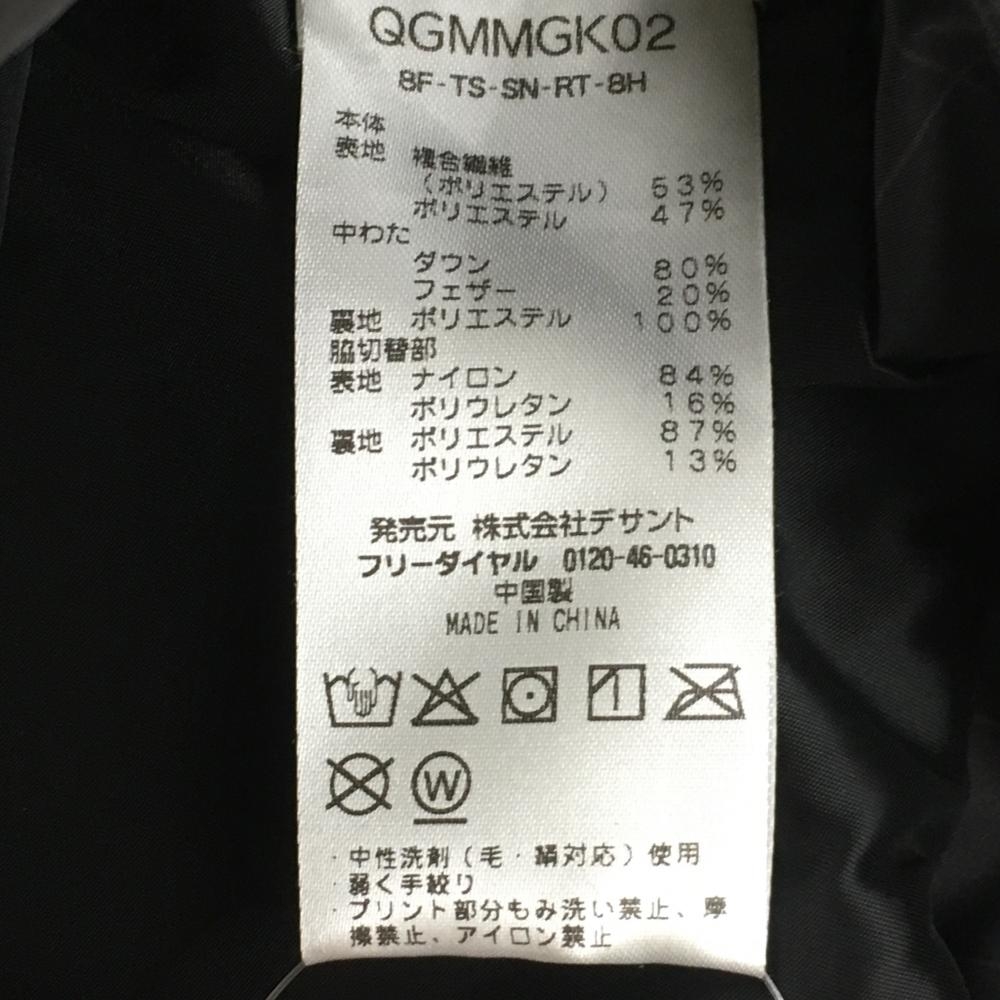 QGMMGK02
8F-TS-SN-RT-8H
本体
表地 複合繊維
（ポリエステル） 53%
ポリエステル 47%
中わた
ダウン 80%
フェザー 20%
裏地 ポリエステル 100%
脇切替部
表地 ナイロン 84%
ポリウレタン 16%
裏地 ポリエステル 87%
ポリウレタン 13%
発売元 株式会社デサント
フリーダイヤル 0120-46-0310
中国製
MADE IN CHINA
W
・中性洗剤（毛・絹対応）使用
・弱く手絞り
・プリント部分もみ洗い禁止、摩
擦禁止、アイロン禁止